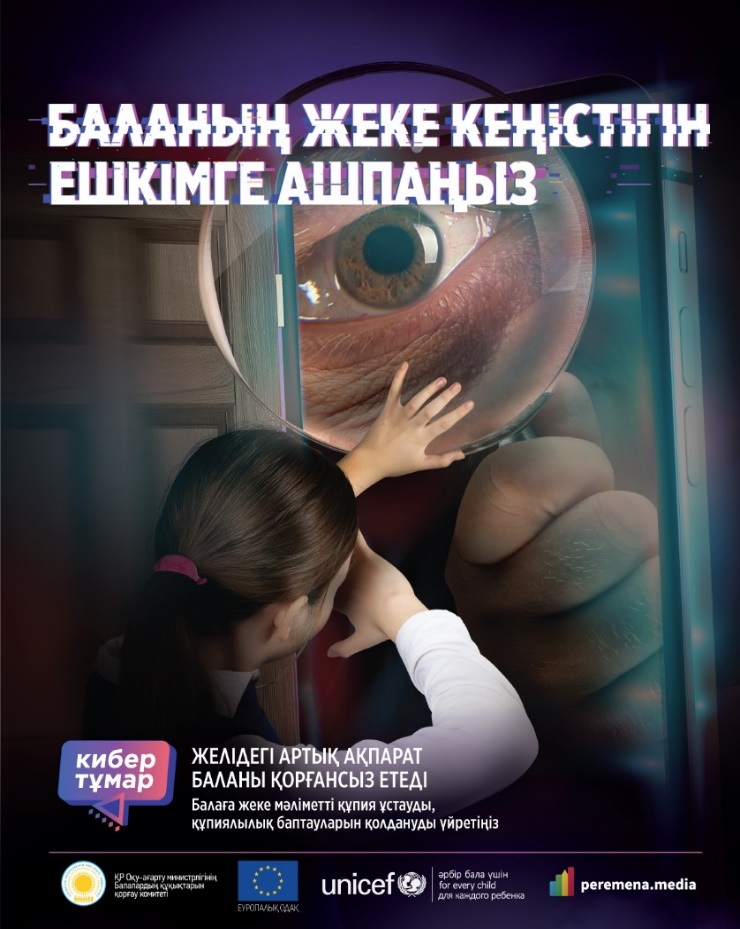 БАЛАНЫҢ ЖЕКЕ КЕҢІСТІГІН
ЕШКІМГЕ АШПАҢЫЗ
кибер
тұмар
ЖЕЛІДЕГІ АРТЫҚ АҚПАРАТ
БАЛАНЫ ҚОРҒАНСЫЗ ЕТЕДІ
Балаға жеке мәліметті құпия ұстауды,
құпиялылық баптауларын қолдануды үйретіңіз
ҚР Оқу-ағарту министрлігінің
Балалардың құқықтарын
қорғау комитеті
ЕУРОПАЛЫҚ ОДАҚ
unicef
әрбір бала үшін
for every child
для каждого ребенка
peremena.media